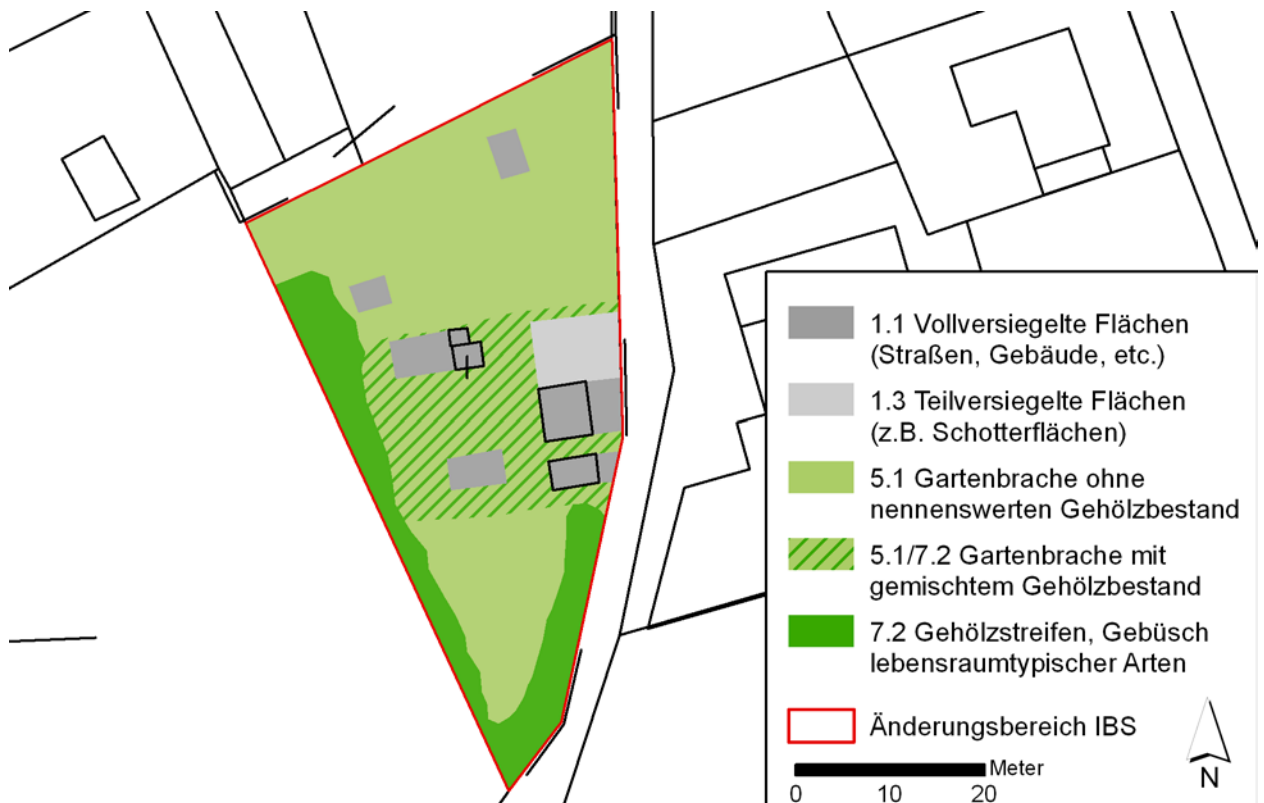 1.1 Vollversiegelte Flächen
(Straßen, Gebäude, etc.)
1.3 Teilversiegelte Flächen
(z.B. Schotterflächen)
5.1 Gartenbrache ohne
nennenswerten Gehölzbestand
5.1/7.2 Gartenbrache mit
gemischtem Gehölzbestand
7.2 Gehölzstreifen, Gebüsch
lebensraumtypischer Arten
Änderungsbereich IBS
Meter
0 10 20
N